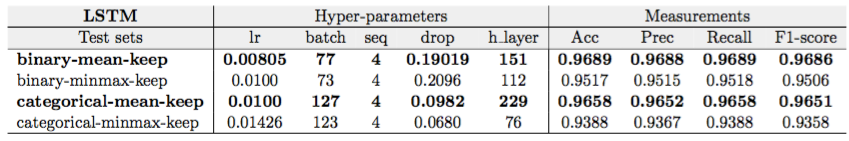 LSTM Hyper-parameters Measurements
Test sets lr batch seq drop h_layer Acc Prec Recall F1-score
binary-mean-keep 0.00805 77 4 0.19019 151 0.9689 0.9688 0.9689 0.9686
binary-minmax-keep 0.0100 73 4 0.2096 112 0.9517 0.9515 0.9518 0.9506
categorical-mean-keep 0.0100 127 4 0.0982 229 0.9658 0.9652 0.9658 0.9651
categorical-minmax-keep 0.01426 123 4 0.0680 76 0.9388 0.9367 0.9388 0.9358